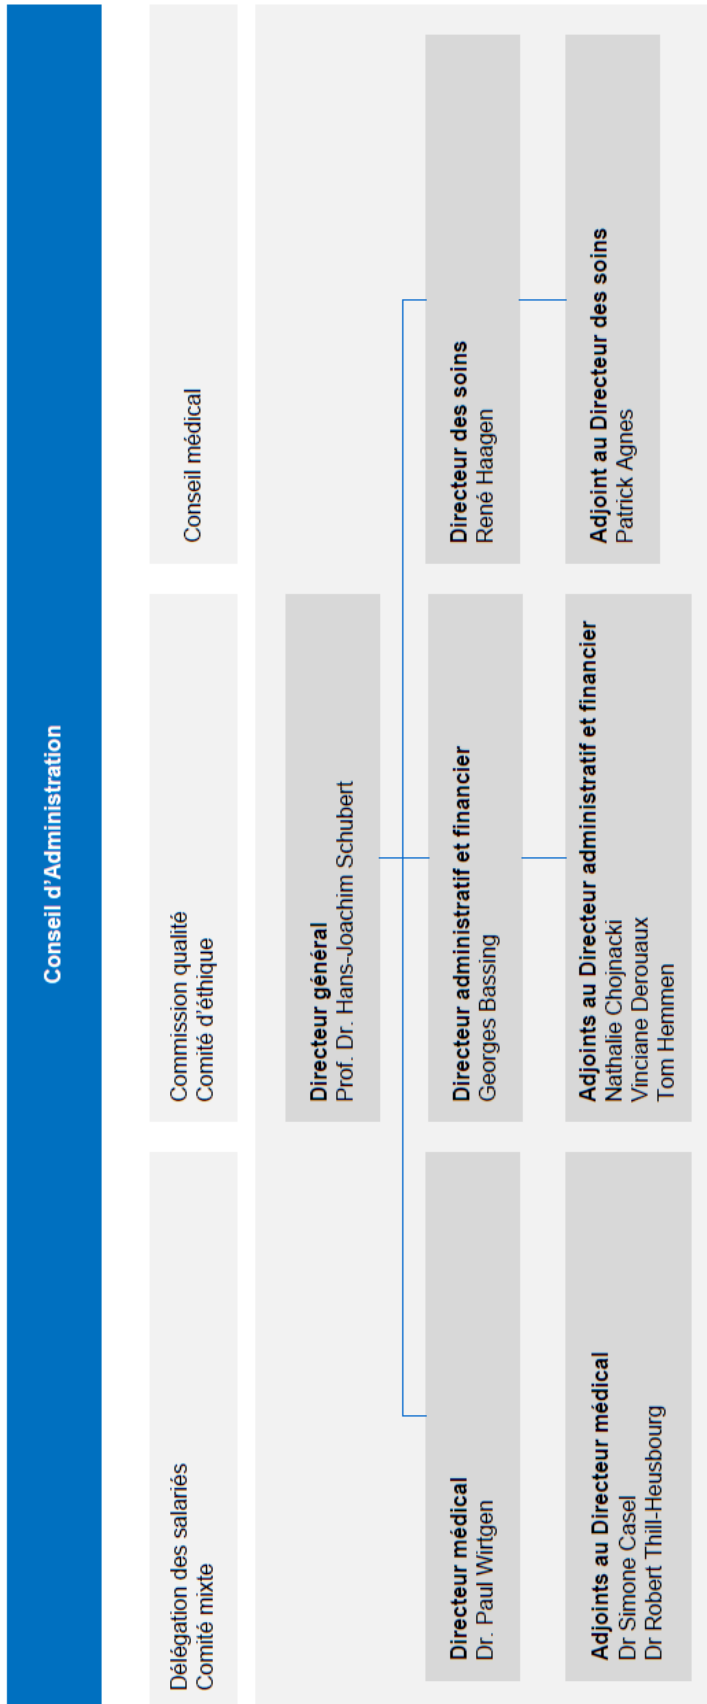 Conseil d'Administration
Délégation des salariés
Comité mixte
Commission qualité
Comité d'éthique
Conseil médical
Directeur général
Prof. Dr. Hans-Joachim Schubert
Directeur médical
Dr. Paul Wirtgen
Directeur administratif et financier
Georges Bassing
Directeur des soins
René Haagen
Adjoints au Directeur médical
Dr Simone Casel
Dr Robert Thill-Heusbourg
Adjoints au Directeur administratif et financier
Nathalie Chojnacki
Vinciane Derouaux
Tom Hemmen
Adjoint au Directeur des soins
Patrick Agnes